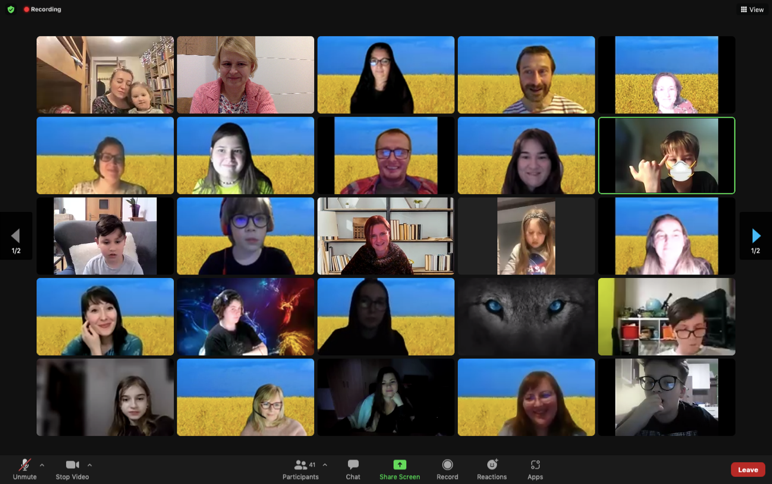 Recording
View
1/2
1/2
Unmute
Stop Video
Participants
41
Chat
Share Screen
Record
Reactions
Apps
Leave